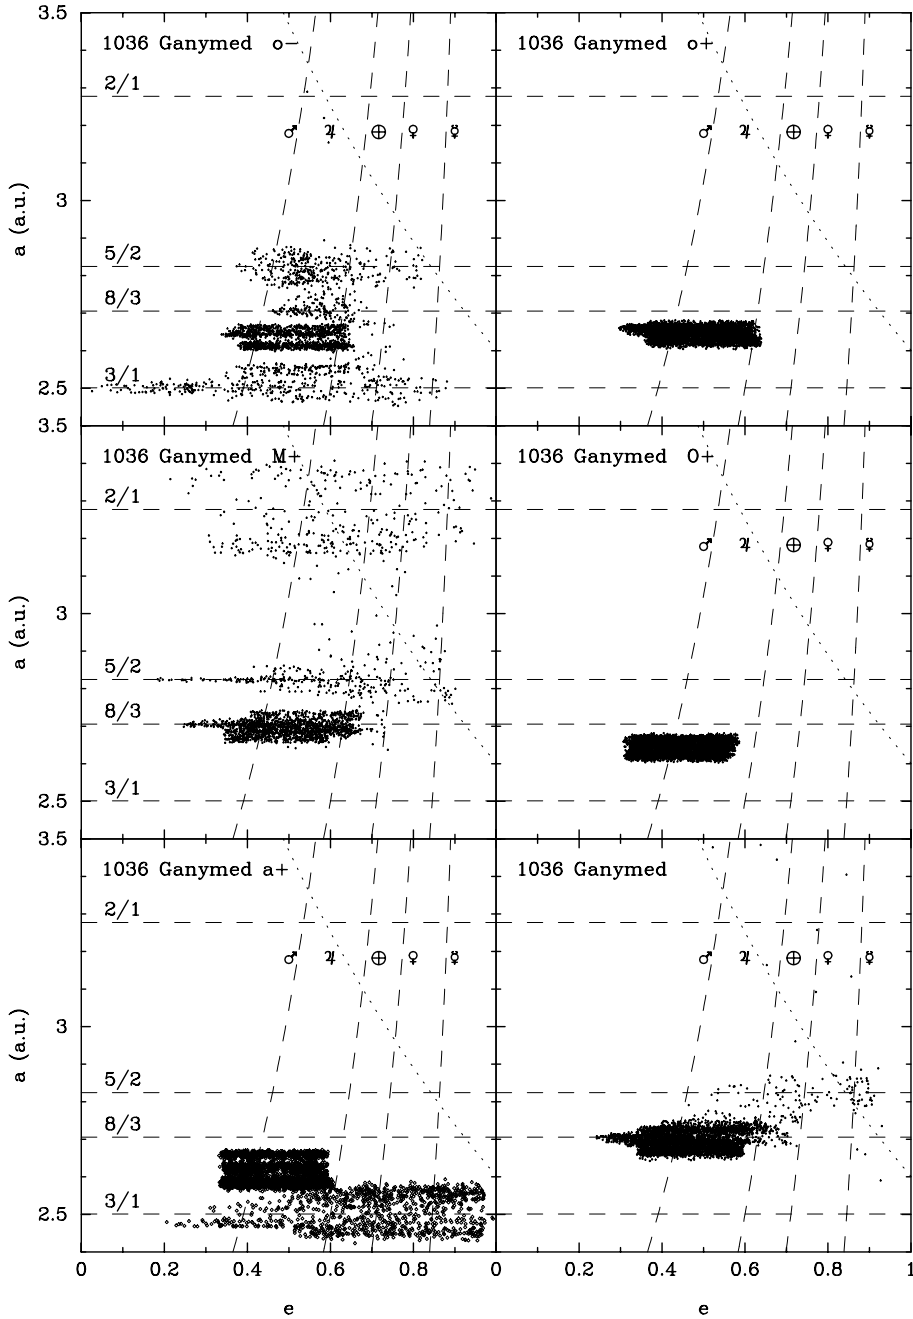 3.5
1036 Ganymed o−
1036 Ganymed o+
2/1
♂ ♃ ⊕ ♀ ☿
♂ ♃ ⊕ ♀ ☿
3
a (a.u.)
5/2
8/3
3/1
2.5
3.5
1036 Ganymed M+
1036 Ganymed O+
2/1
♂ ♃ ⊕ ♀ ☿
3
a (a.u.)
5/2
8/3
3/1
2.5
3.5
1036 Ganymed a+
1036 Ganymed
2/1
♂ ♃ ⊕ ♀ ☿
♂ ♃ ⊕ ♀ ☿
3
a (a.u.)
5/2
8/3
3/1
2.5
0 0.2 0.4 0.6 0.8 0 0.2 0.4 0.6 0.8 1
e
e